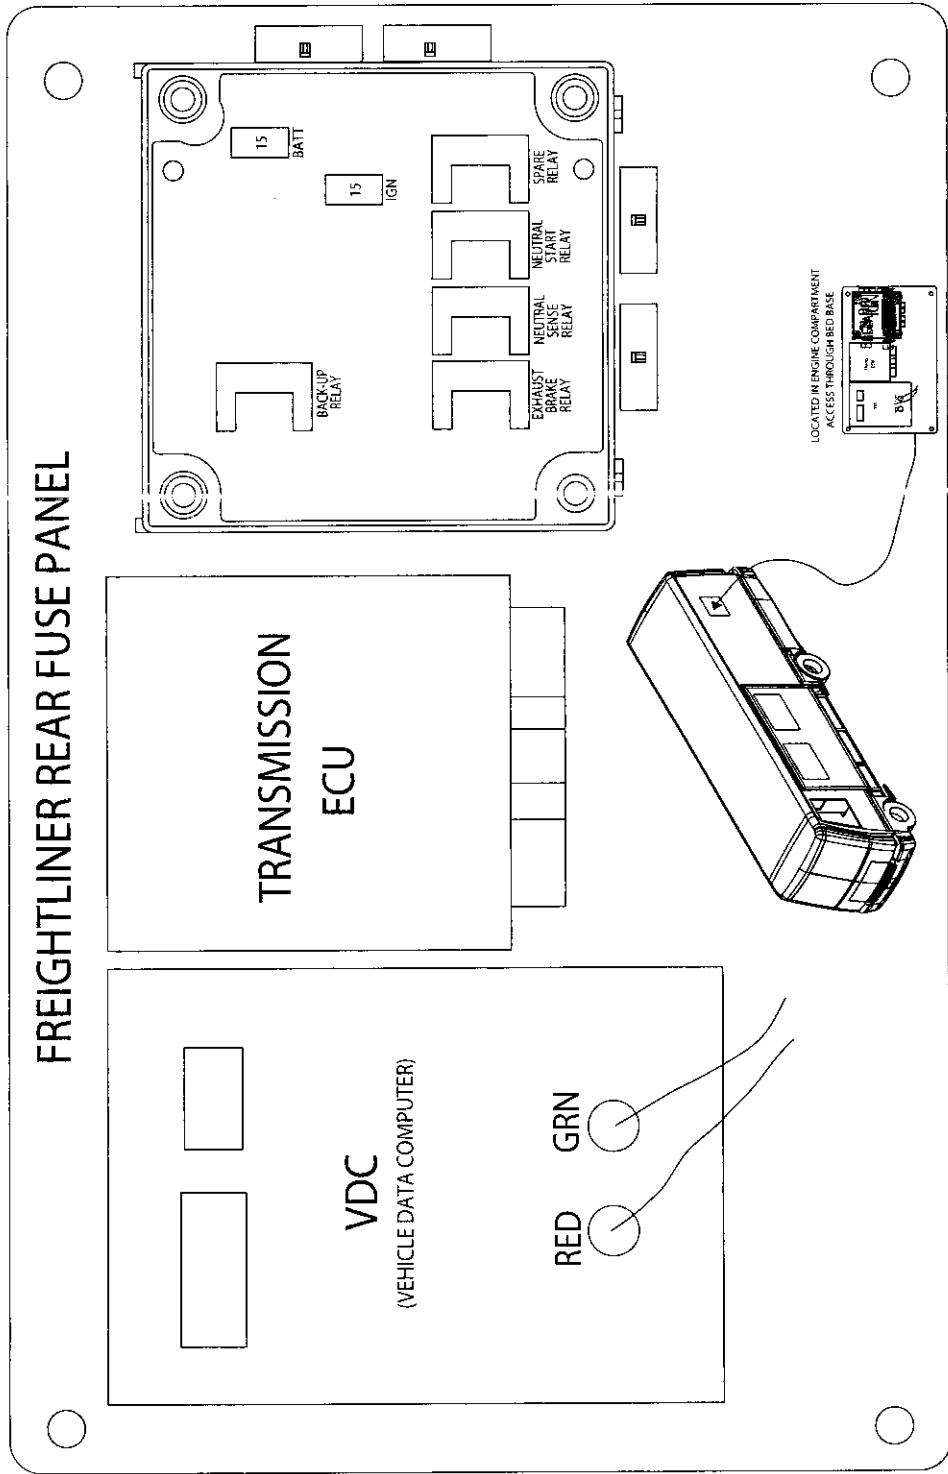 FREIGHTLINER REAR FUSE PANEL
VDC
(VEHICLE DATA COMPUTER)
RED
GRN
TRANSMISSION
ECU
15
BATT
15
IGN
BACK-UP
RELAY
EXHAUST
BRAKE
RELAY
NEUTRAL
SENSE
RELAY
NEUTRAL
START
RELAY
SPARE
RELAY
LOCATED IN ENGINE COMPARTMENT
ACCESS THROUGH BED BASE